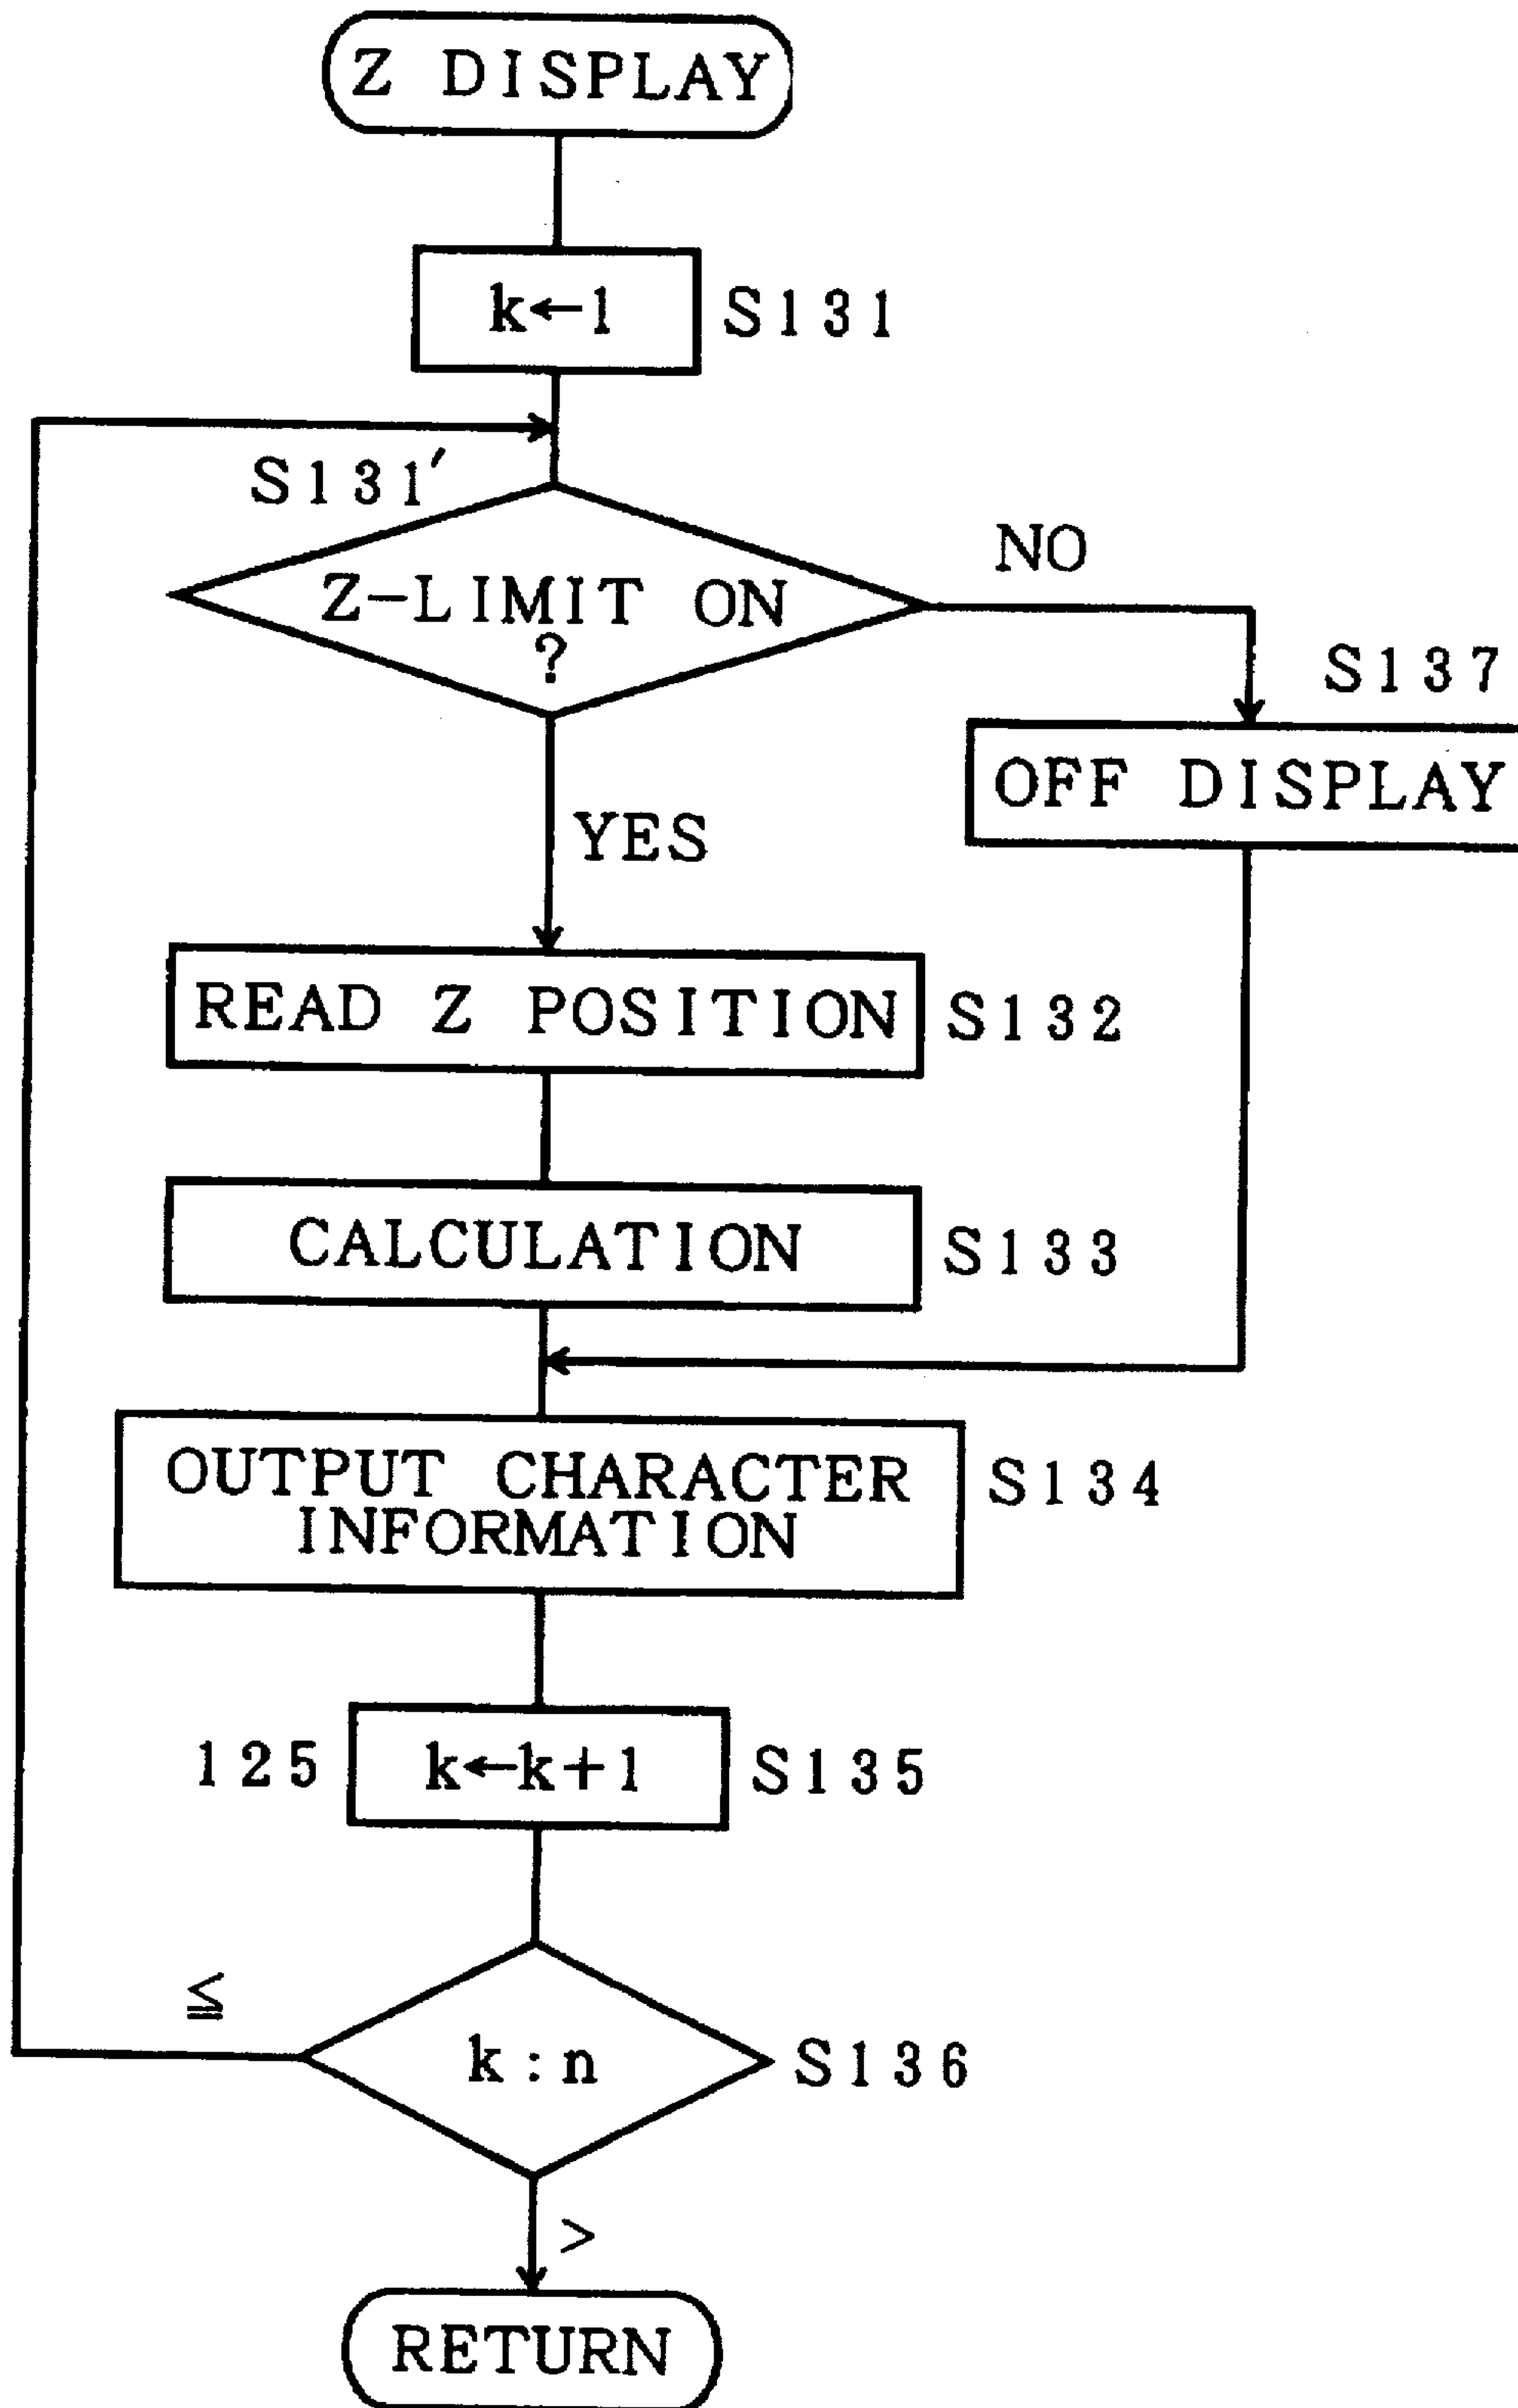 Z DISPLAY
k←1 S131
S131′
Z-LIMIT ON
?
NO
S137
OFF DISPLAY
YES
READ Z POSITION S132
CALCULATION S133
OUTPUT CHARACTER
INFORMATION
S134
125 k←k+1 S135
≦
k:n S136
>
RETURN